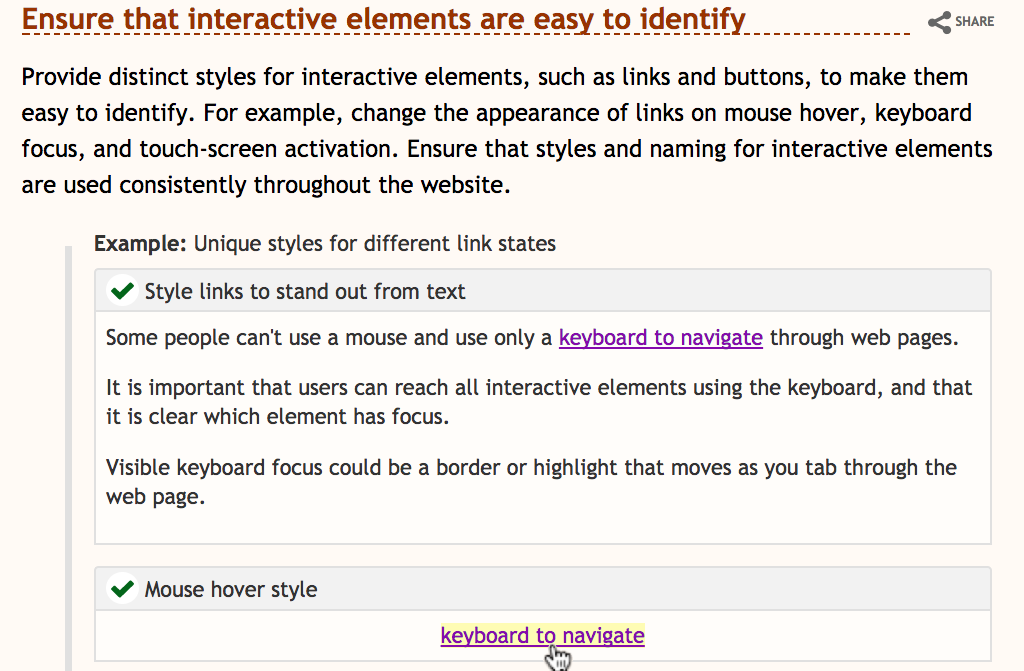 Ensure that interactive elements are easy to identify
SHARE
Provide distinct styles for interactive elements, such as links and buttons, to make them
easy to identify. For example, change the appearance of links on mouse hover, keyboard
focus, and touch-screen activation. Ensure that styles and naming for interactive elements
are used consistently throughout the website.
Example: Unique styles for different link states
Style links to stand out from text
Some people can't use a mouse and use only a keyboard to navigate through web pages.
It is important that users can reach all interactive elements using the keyboard, and that
it is clear which element has focus.
Visible keyboard focus could be a border or highlight that moves as you tab through the
web page.
Mouse hover style
keyboard to navigate